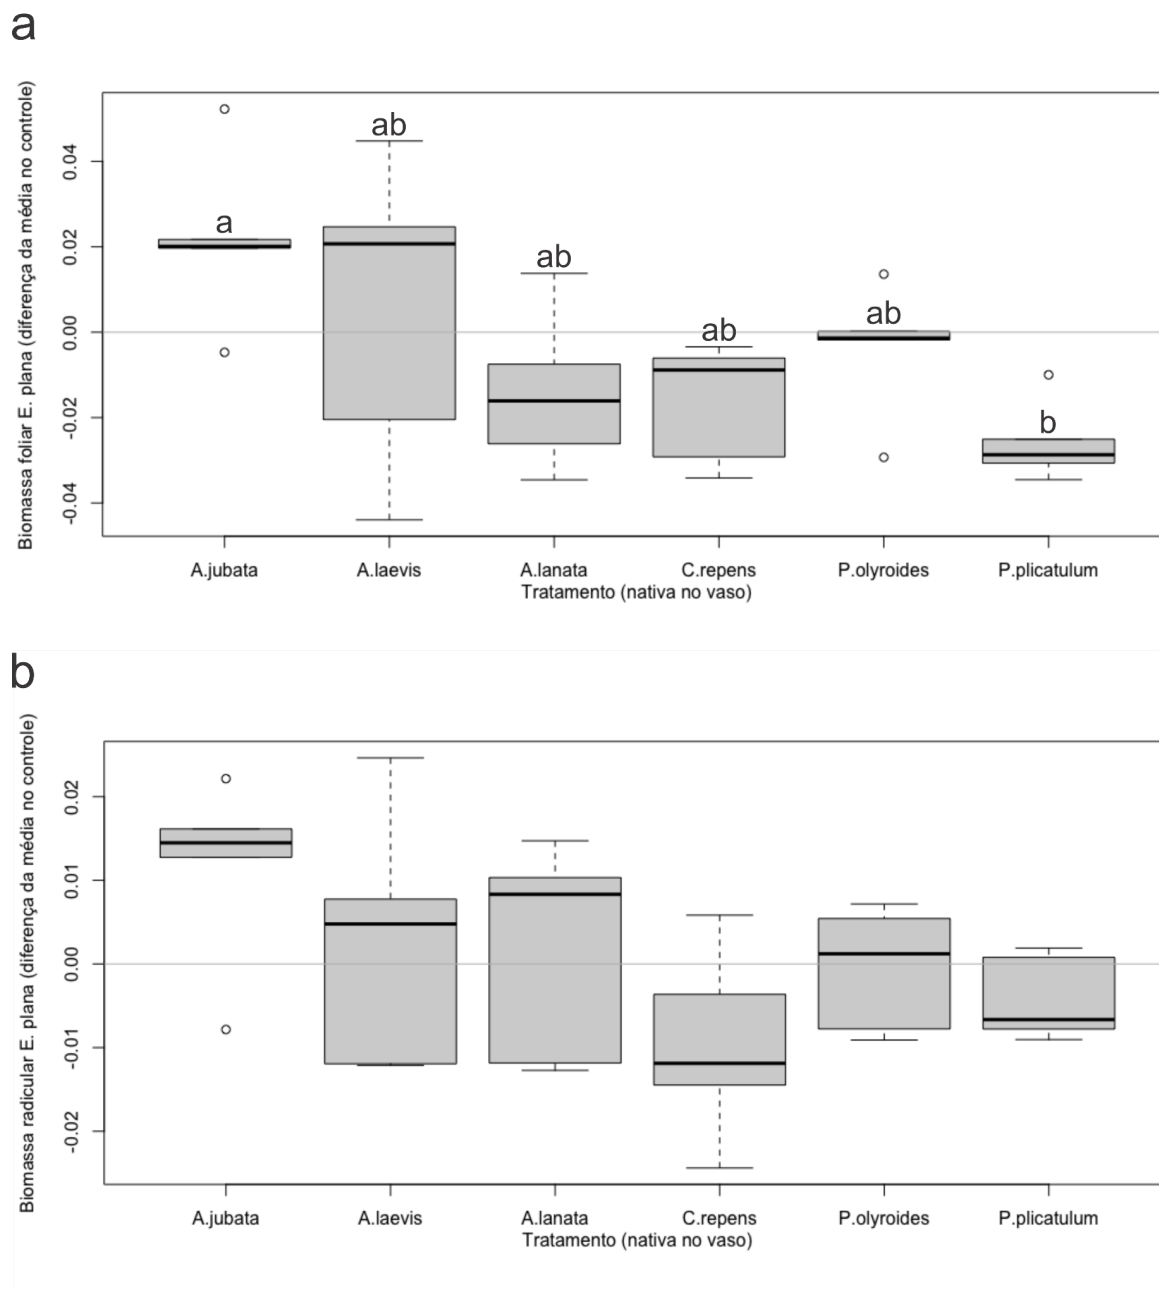 a
Biomassa foliar E. plana (diferença da média no controle)
0.04
0.02
0.00
-0.02
-0.04
a
ab
ab
ab
ab
b
A.jubata
A.laevis
A.lanata
C.repens
P.olyroides
P.plicatulum
Tratamento (nativa no vaso)
b
Biomassa radicular E. plana (diferença da média no controle)
0.02
0.01
0.00
-0.01
-0.02
A.jubata
A.laevis
A.lanata
C.repens
P.olyroides
P.plicatulum
Tratamento (nativa no vaso)